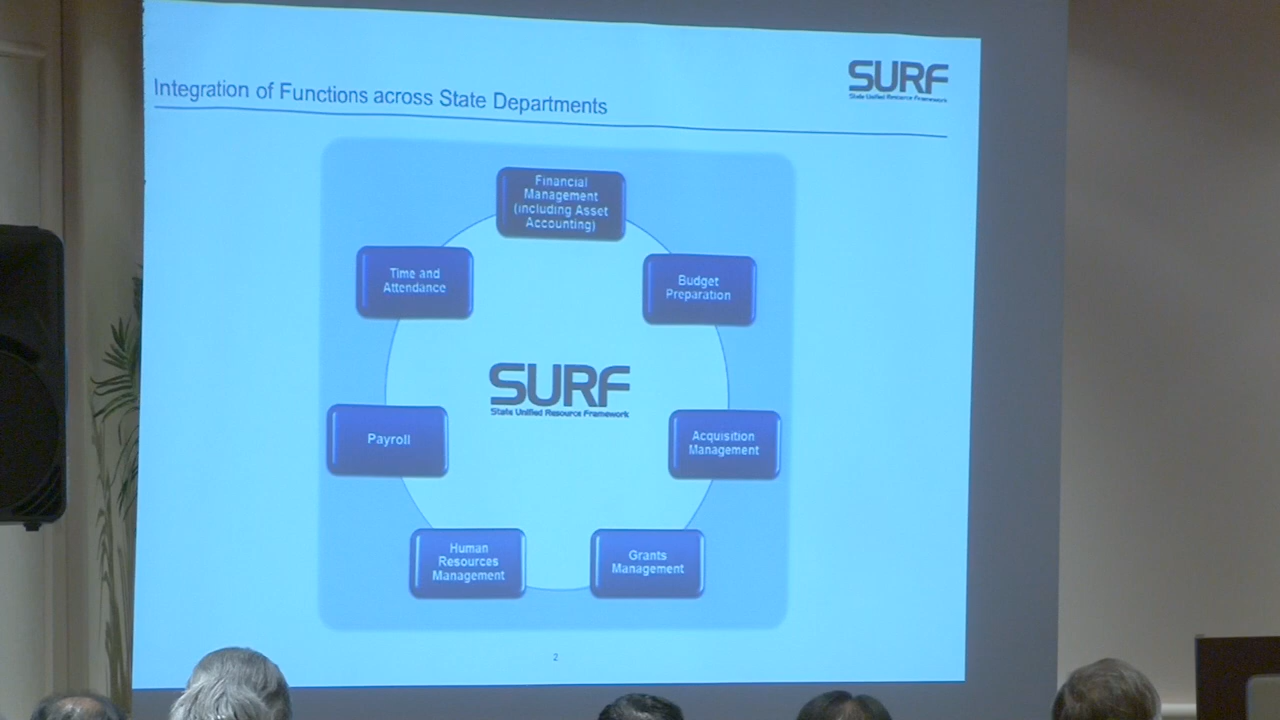 Integration of Functions across State Departments
SURF
State Unified Resource Framework
Financial
Management
(including Asset
Accounting)
Time and
Attendance
Budget
Preparation
SURF
State Unified Resource Framework
Payroll
Acquisition
Management
Human
Resources
Management
Grants
Management
2